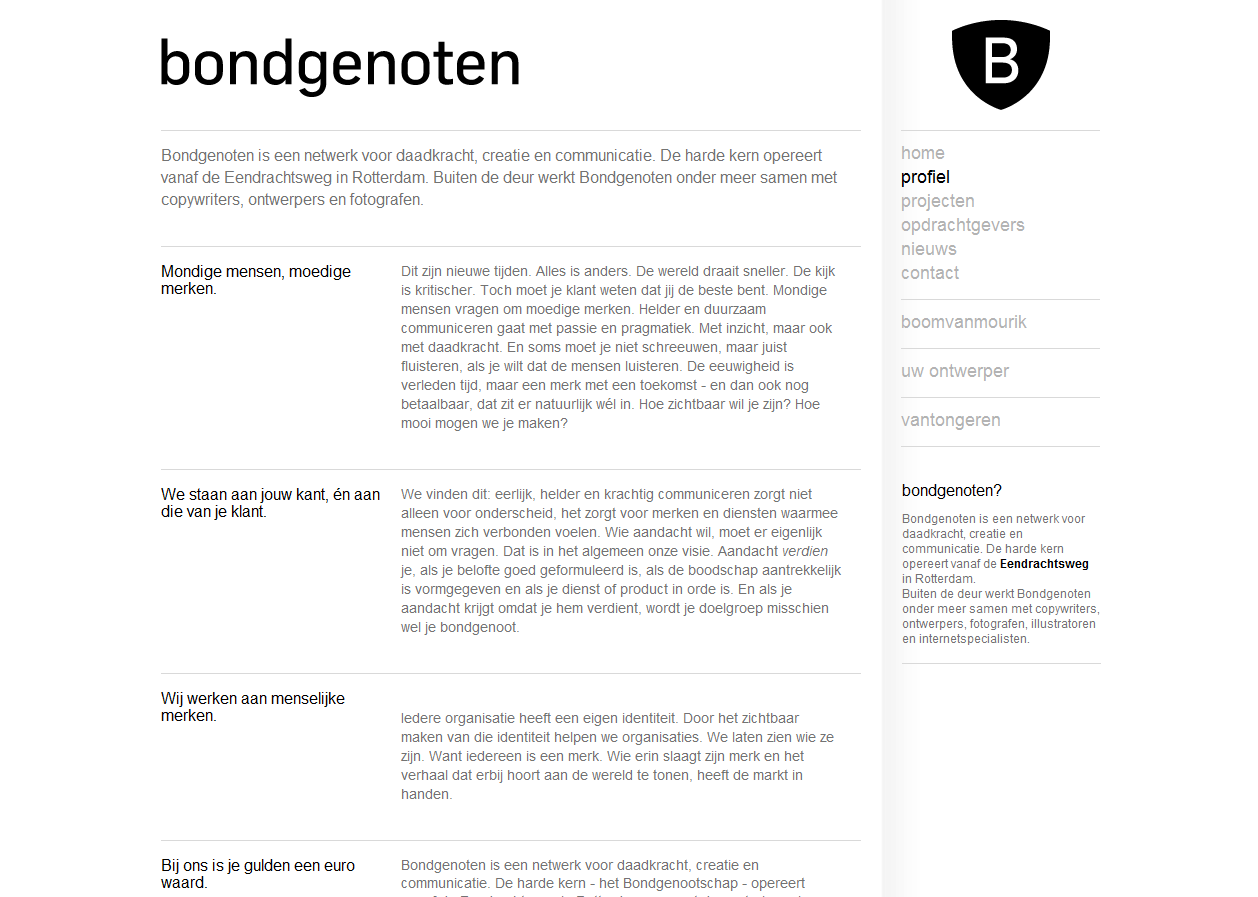 bondgenoten
Bondgenoten is een netwerk voor daadkracht, creatie en communicatie. De harde kern opereert
vanaf de Eendrachtsweg in Rotterdam. Buiten de deur werkt Bondgenoten onder meer samen met
copywriters, ontwerpers en fotografen.
Mondige mensen, moedige
merken.
Dit zijn nieuwe tijden. Alles is anders. De wereld draait sneller. De kijk
is kritischer. Toch moet je klant weten dat jij de beste bent. Mondige
mensen vragen om moedige merken. Helder en duurzaam
communiceren gaat met passie en pragmatiek. Met inzicht, maar ook
met daadkracht. En soms moet je niet schreeuwen, maar juist
fluisteren, als je wilt dat de mensen luisteren. De eeuwigheid is
verleden tijd, maar een merk met een toekomst - en dan ook nog
betaalbaar, dat zit er natuurlijk wél in. Hoe zichtbaar wil je zijn? Hoe
mooi mogen we je maken?
We staan aan jouw kant, én aan
die van je klant.
We vinden dit: eerlijk, helder en krachtig communiceren zorgt niet
alleen voor onderscheid, het zorgt voor merken en diensten waarmee
mensen zich verbonden voelen. Wie aandacht wil, moet er eigenlijk
niet om vragen. Dat is in het algemeen onze visie. Aandacht verdien
je, als je belofte goed geformuleerd is, als de boodschap aantrekkelijk
is vormgegeven en als je dienst of product in orde is. En als je
aandacht krijgt omdat je hem verdient, wordt je doelgroep misschien
wel je bondgenoot.
Wij werken aan menselijke
merken.
Iedere organisatie heeft een eigen identiteit. Door het zichtbaar
maken van die identiteit helpen we organisaties. We laten zien wie ze
zijn. Want iedereen is een merk. Wie erin slaagt zijn merk en het
verhaal dat erbij hoort aan de wereld te tonen, heeft de markt in
handen.
Bij ons is je gulden een euro
waard.
Bondgenoten is een netwerk voor daadkracht, creatie en
communicatie. De harde kern - het Bondgenootschap - opereert
B
home
profiel
projecten
opdrachtgevers
nieuws
contact
boomvanmourik
uw ontwerper
vantongeren
bondgenoten?
Bondgenoten is een netwerk voor
daadkracht, creatie en
communicatie. De harde kern
opereert vanaf de Eendrachtsweg
in Rotterdam.
Buiten de deur werkt Bondgenoten
onder meer samen met copywriters,
ontwerpers, fotografen, illustratoren
en internetspecialisten.